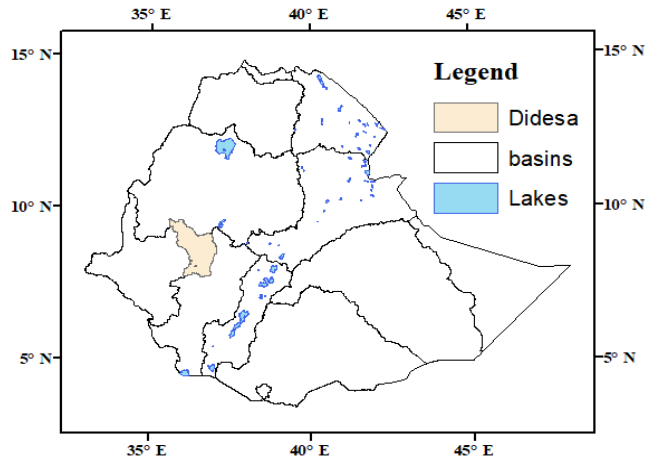 35° E 40° E 45° E
15° N 15° N
Legend
Didesa
basins
Lakes
10° N 10° N
5° N 5° N
35° E 40° E 45° E